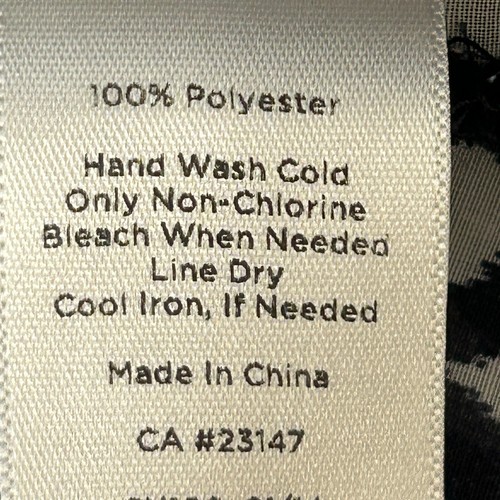 100% Polyester
Hand Wash Cold
Only Non-Chlorine
Bleach When Needed
Line Dry
Cool Iron, If Needed
Made In China
CA #23147